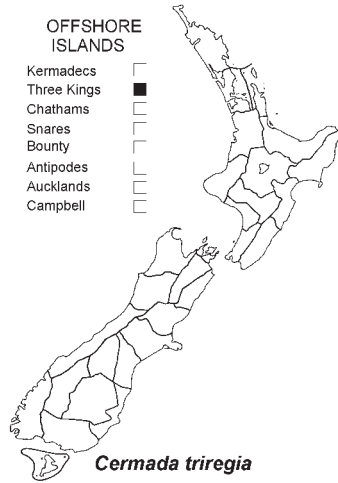 OFFSHORE
ISLANDS
Kermadecs
Three Kings
Chathams
Snares
Bounty
Antipodes
Aucklands
Campbell
Cermada triregia